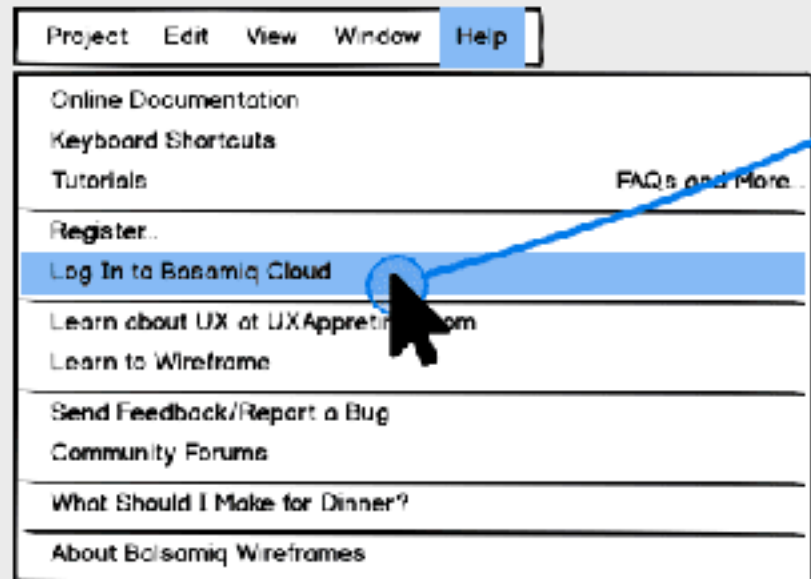 Project Edit View Window Help
Online Documentation
Keyboard Shortcuts
Tutorials FAQs and More...
Register...
Log In to Basamiq Cloud
Learn about UX at
Learn to Wireframe
Send Feedback/Report a Bug
Community Forums
What Should I Make for Dinner?
About Balsamiq Wireframes